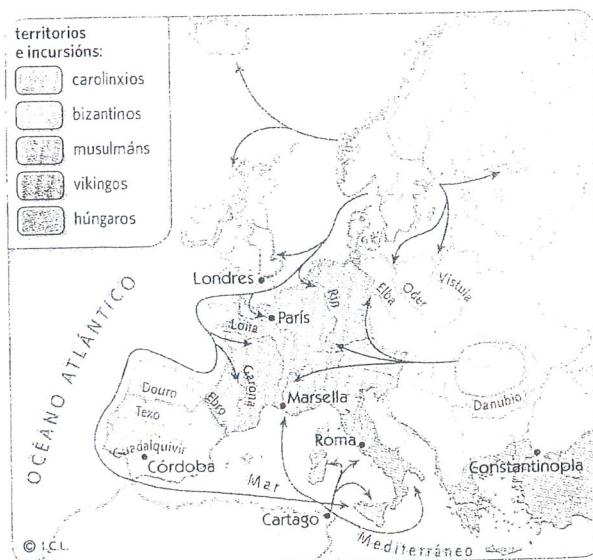 territorios
e incursións:
carolinxios
bizantinos
musulmáns
vikingos
húngaros
OCÉANO ATLÁNTICO
Londres
París
Loira
Rin
Elba
Oder
Vístula
Garona
Marsella
Danubio
Douro
Texo
Ebro
Guadalquivir
Córdoba
Roma
Constantinopla
Cartago
Mar
Mediterráneo
© I.C.L.